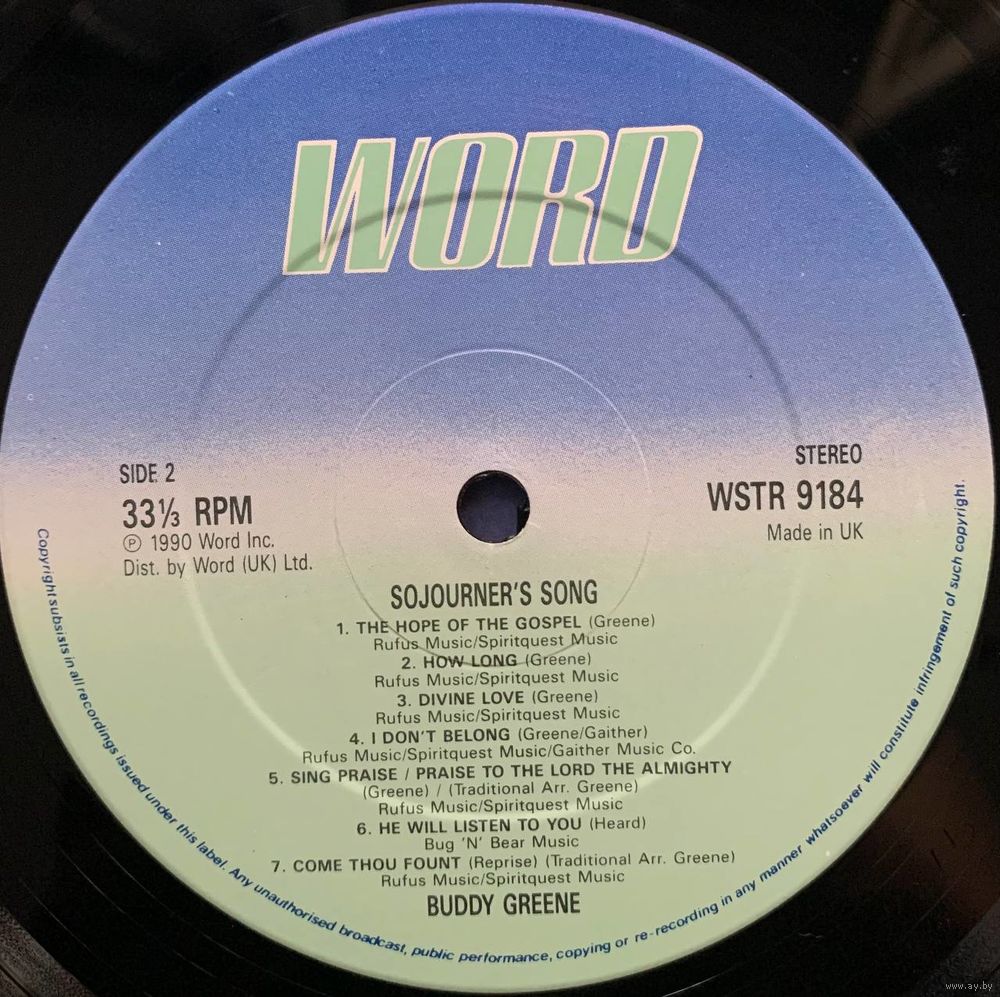 WORD
SIDE 2
33⅓ RPM
Ⓟ 1990 Word Inc.
Dist. by Word (UK) Ltd.
STEREO
WSTR 9184
Made in UK
SOJOURNER'S SONG
1. THE HOPE OF THE GOSPEL (Greene)
Rufus Music/Spiritquest Music
2. HOW LONG (Greene)
Rufus Music/Spiritquest Music
3. DIVINE LOVE (Greene)
Rufus Music/Spiritquest Music
4. I DON'T BELONG (Greene/Gaither)
Rufus Music/Spiritquest Music/Gaither Music Co.
5. SING PRAISE / PRAISE TO THE LORD THE ALMIGHTY
(Greene) / (Traditional Arr. Greene)
Rufus Music/Spiritquest Music
6. HE WILL LISTEN TO YOU (Heard)
Bug 'N' Bear Music
7. COME THOU FOUNT (Reprise) (Traditional Arr. Greene)
Rufus Music/Spiritquest Music
BUDDY GREENE
Copyright subsists in all recordings issued under this label. Any unauthorised broadcast, public performance, copying or re-recording in any manner whatsoever will constitute infringement of such copyright.
www.ay.by